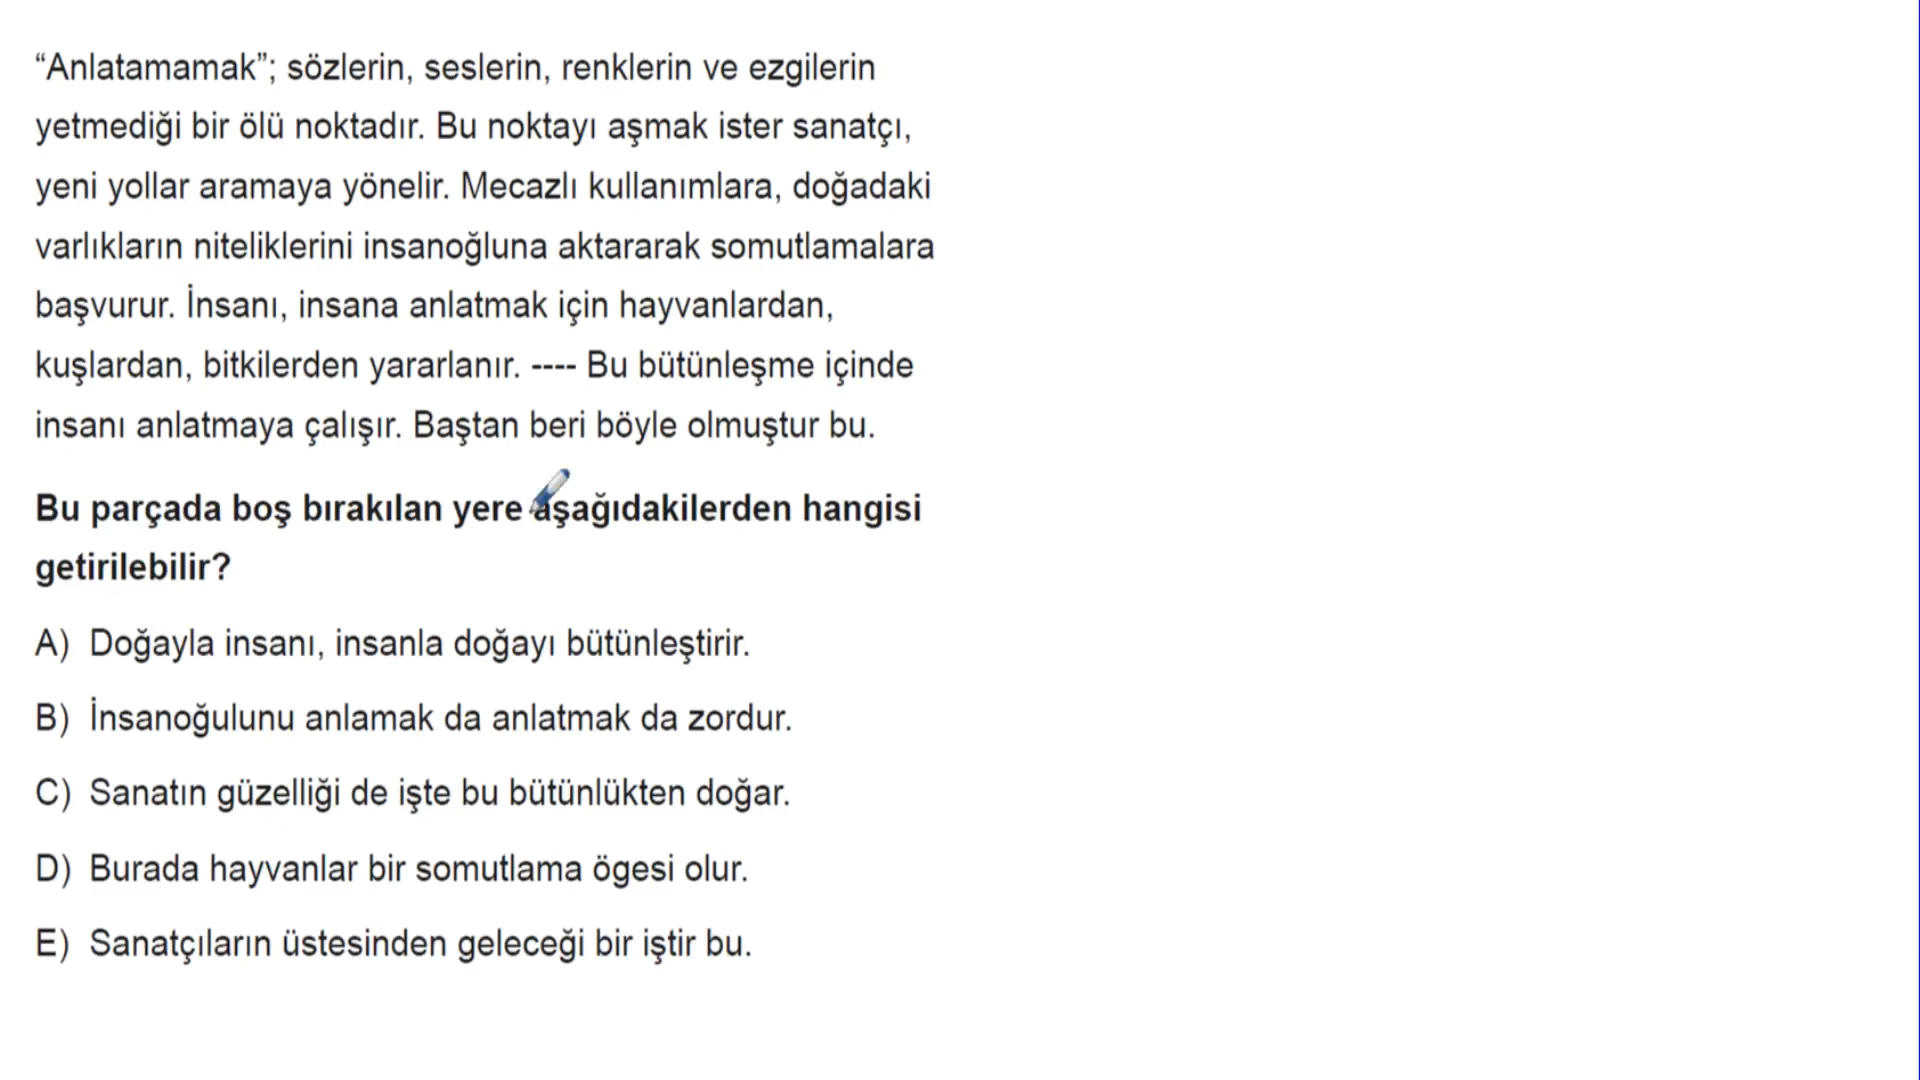 “Anlatamamak”; sözlerin, seslerin, renklerin ve ezgilerin
yetmediği bir ölü noktadır. Bu noktayı aşmak ister sanatçı,
yeni yollar aramaya yönelir. Mecazlı kullanımlara, doğadaki
varlıkların niteliklerini insanoğluna aktararak somutlamalara
başvurur. İnsanı, insana anlatmak için hayvanlardan,
kuşlardan, bitkilerden yararlanır. ---- Bu bütünleşme içinde
insanı anlatmaya çalışır. Baştan beri böyle olmuştur bu.
Bu parçada boş bırakılan yere aşağıdakilerden hangisi
getirilebilir?
A) Doğayla insanı, insanla doğayı bütünleştirir.
B) İnsanoğulunu anlamak da anlatmak da zordur.
C) Sanatın güzelliği de işte bu bütünlükten doğar.
D) Burada hayvanlar bir somutlama ögesi olur.
E) Sanatçıların üstesinden geleceği bir iştir bu.